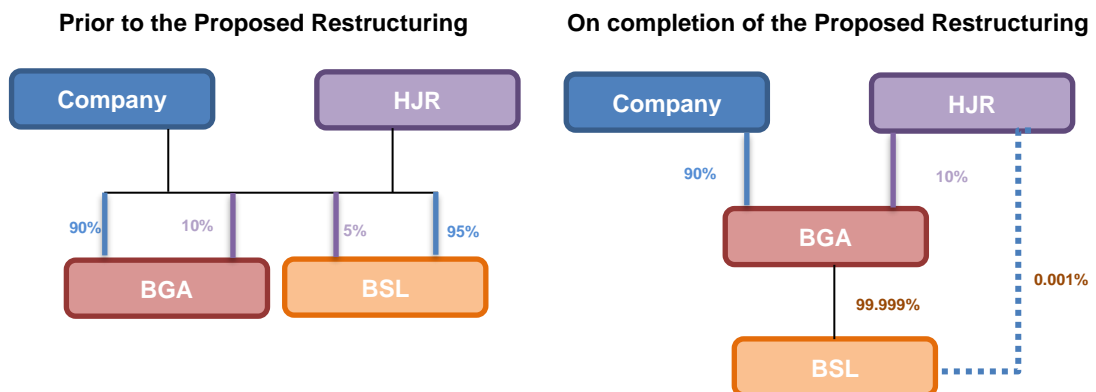 Prior to the Proposed Restructuring
Company
HJR
90%
10%
5%
95%
BGA
BSL
On completion of the Proposed Restructuring
Company
HJR
90%
10%
BGA
0.001%
99.999%
BSL